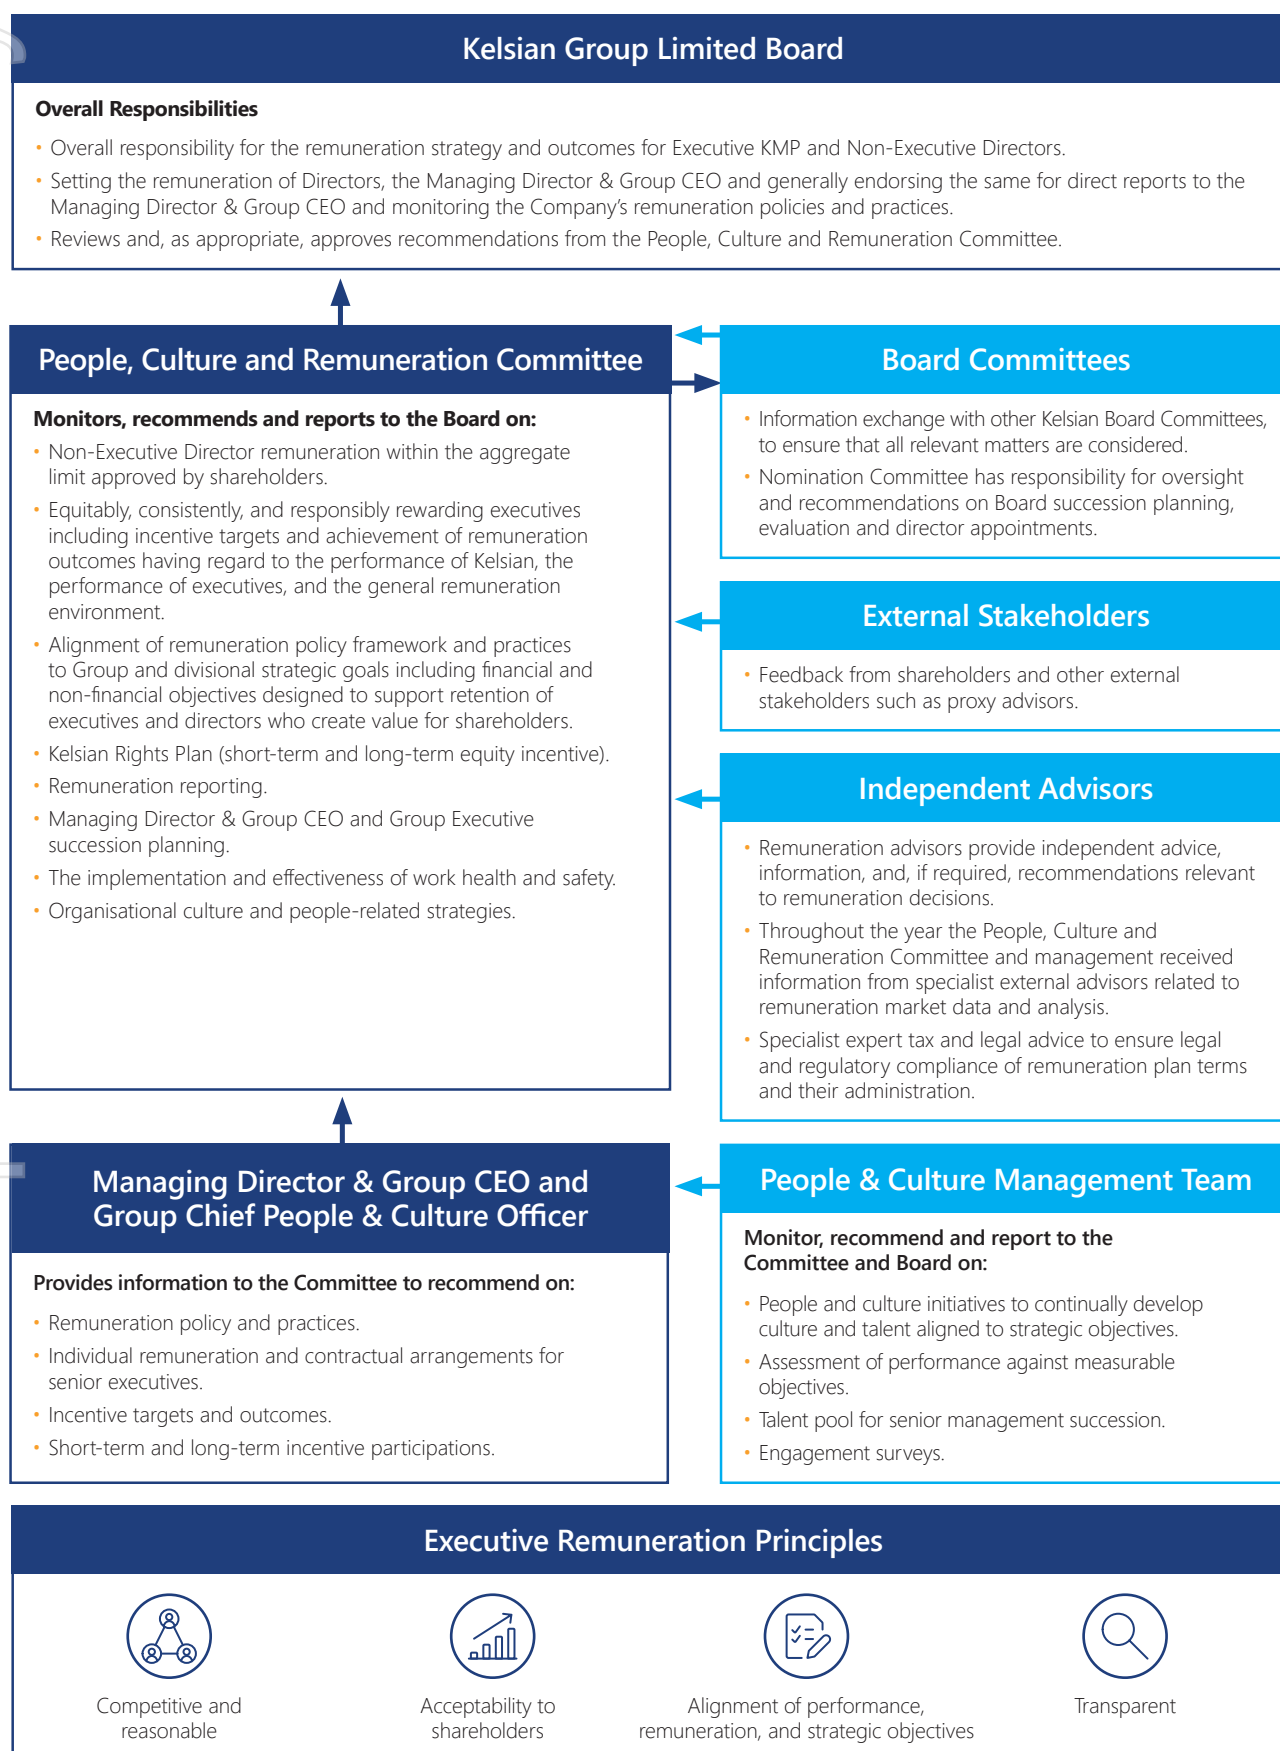 Kelsian Group Limited Board
Overall Responsibilities
• Overall responsibility for the remuneration strategy and outcomes for Executive KMP and Non-Executive Directors.
• Setting the remuneration of Directors, the Managing Director & Group CEO and generally endorsing the same for direct reports to the
Managing Director & Group CEO and monitoring the Company's remuneration policies and practices.
• Reviews and, as appropriate, approves recommendations from the People, Culture and Remuneration Committee.
People, Culture and Remuneration Committee
Monitors, recommends and reports to the Board on:
• Non-Executive Director remuneration within the aggregate
limit approved by shareholders.
• Equitably, consistently, and responsibly rewarding executives
including incentive targets and achievement of remuneration
outcomes having regard to the performance of Kelsian, the
performance of executives, and the general remuneration
environment.
• Alignment of remuneration policy framework and practices
to Group and divisional strategic goals including financial and
non-financial objectives designed to support retention of
executives and directors who create value for shareholders.
• Kelsian Rights Plan (short-term and long-term equity incentive).
• Remuneration reporting.
• Managing Director & Group CEO and Group Executive
succession planning.
• The implementation and effectiveness of work health and safety.
• Organisational culture and people-related strategies.
Board Committees
• Information exchange with other Kelsian Board Committees,
to ensure that all relevant matters are considered.
• Nomination Committee has responsibility for oversight
and recommendations on Board succession planning,
evaluation and director appointments.
External Stakeholders
• Feedback from shareholders and other external
stakeholders such as proxy advisors.
Independent Advisors
• Remuneration advisors provide independent advice,
information, and, if required, recommendations relevant
to remuneration decisions.
• Throughout the year the People, Culture and
Remuneration Committee and management received
information from specialist external advisors related to
remuneration market data and analysis.
• Specialist expert tax and legal advice to ensure legal
and regulatory compliance of remuneration plan terms
and their administration.
Managing Director & Group CEO and
Group Chief People & Culture Officer
Provides information to the Committee to recommend on:
• Remuneration policy and practices.
• Individual remuneration and contractual arrangements for
senior executives.
• Incentive targets and outcomes.
• Short-term and long-term incentive participations.
People & Culture Management Team
Monitor, recommend and report to the
Committee and Board on:
• People and culture initiatives to continually develop
culture and talent aligned to strategic objectives.
• Assessment of performance against measurable
objectives.
• Talent pool for senior management succession.
• Engagement surveys.
Executive Remuneration Principles
Competitive and
reasonable
Acceptability to
shareholders
Alignment of performance,
remuneration, and strategic objectives
Transparent